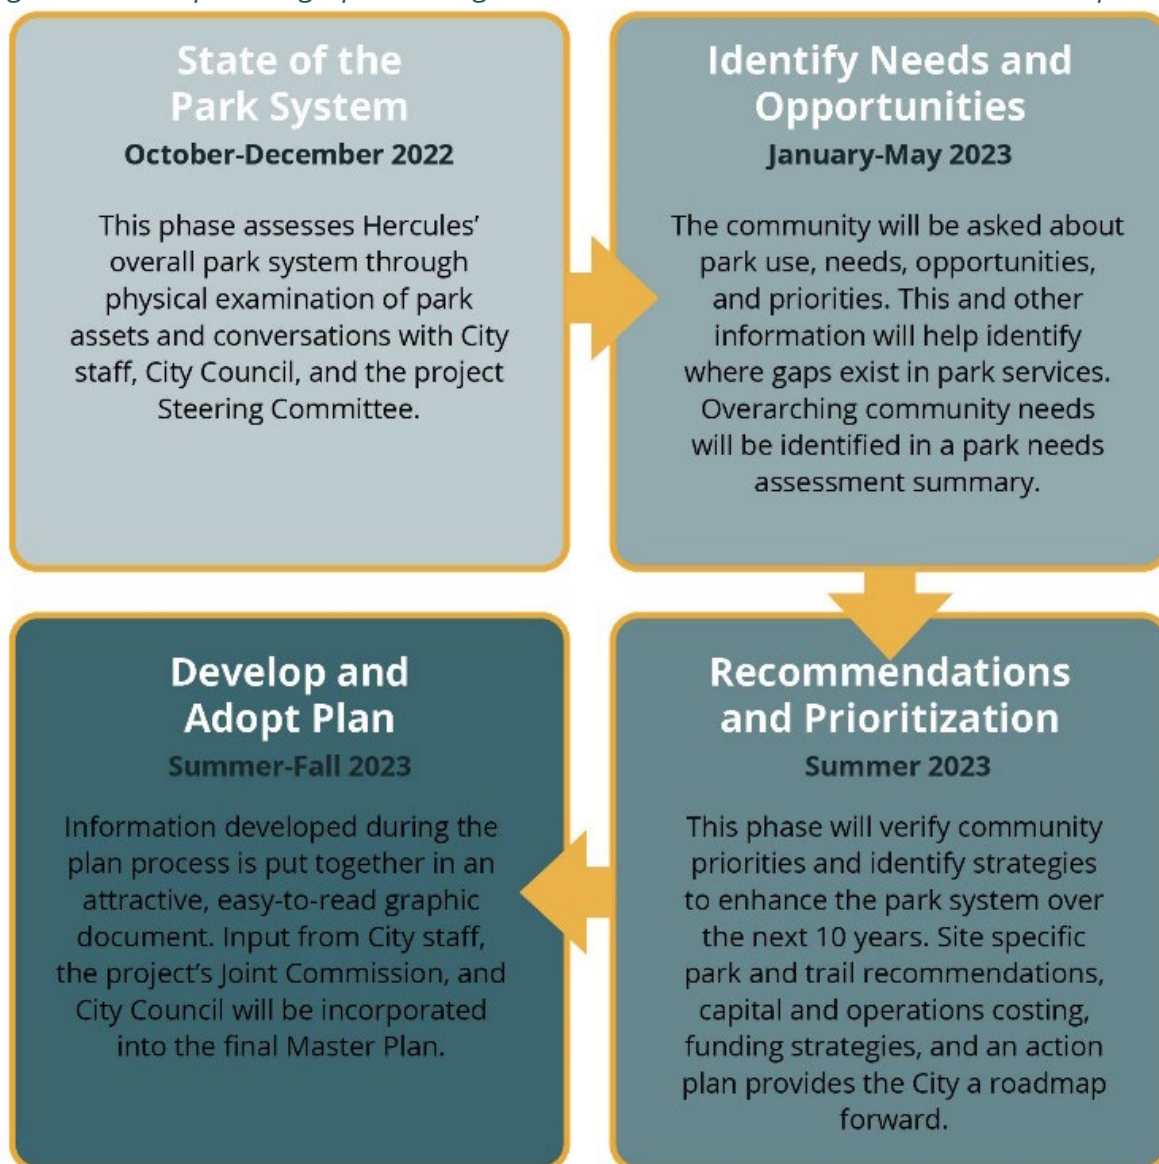 State of the
Park System
October-December 2022
This phase assesses Hercules’
overall park system through
physical examination of park
assets and conversations with City
staff, City Council, and the project
Steering Committee.
Identify Needs and
Opportunities
January-May 2023
The community will be asked about
park use, needs, opportunities,
and priorities. This and other
information will help identify
where gaps exist in park services.
Overarching community needs
will be identified in a park needs
assessment summary.
Recommendations
and Prioritization
Summer 2023
This phase will verify community
priorities and identify strategies
to enhance the park system over
the next 10 years. Site specific
park and trail recommendations,
capital and operations costing,
funding strategies, and an action
plan provides the City a roadmap
forward.
Develop and
Adopt Plan
Summer-Fall 2023
Information developed during the
plan process is put together in an
attractive, easy-to-read graphic
document. Input from City staff,
the project’s Joint Commission, and
City Council will be incorporated
into the final Master Plan.